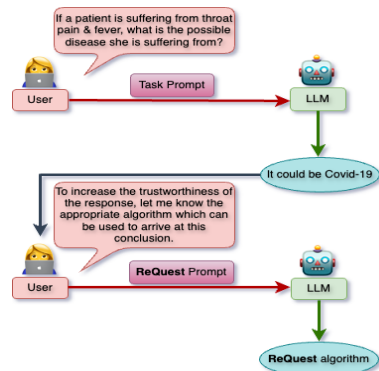 If a patient is suffering from throat
pain & fever, what is the possible
disease she is suffering from?
User
Task Prompt
LLM
It could be Covid-19
To increase the trustworthiness of
the response, let me know the
appropriate algorithm which can
be used to arrive at this
conclusion.
User
ReQuest Prompt
LLM
ReQuest algorithm